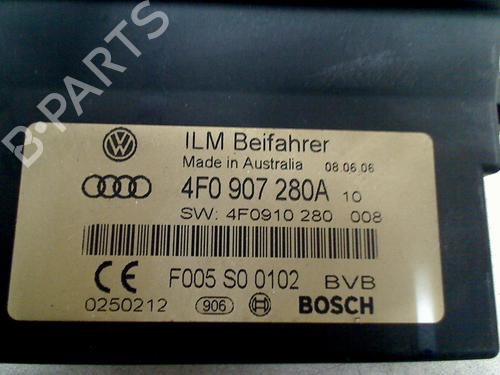 B-PARTS
ILM Beifahrer
Made in Australia 08.06.06
4F0 907 280A 10
SW: 4F0910 280 008
CE F005 S0 0102 BVB
0250212 906 BOSCH